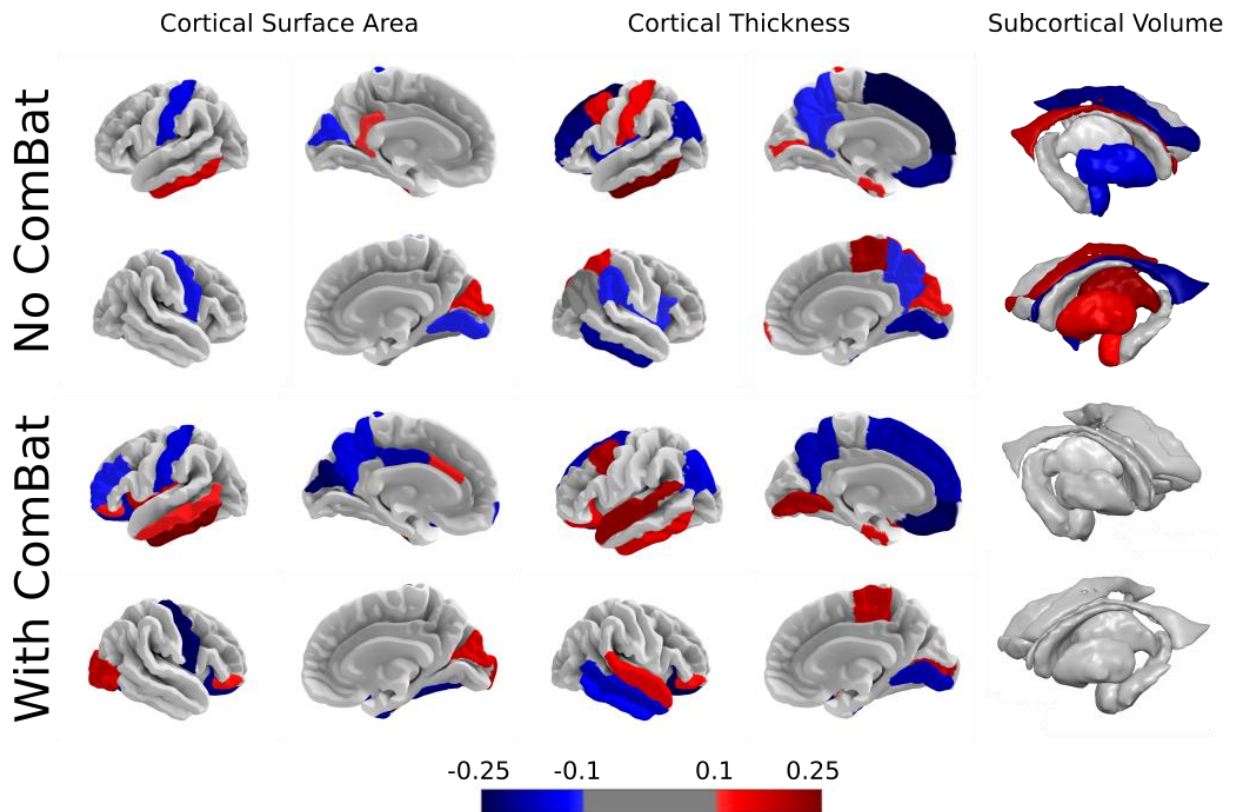 Cortical Surface Area Cortical Thickness Subcortical Volume
No ComBat
With ComBat
-0.25 -0.1 0.1 0.25